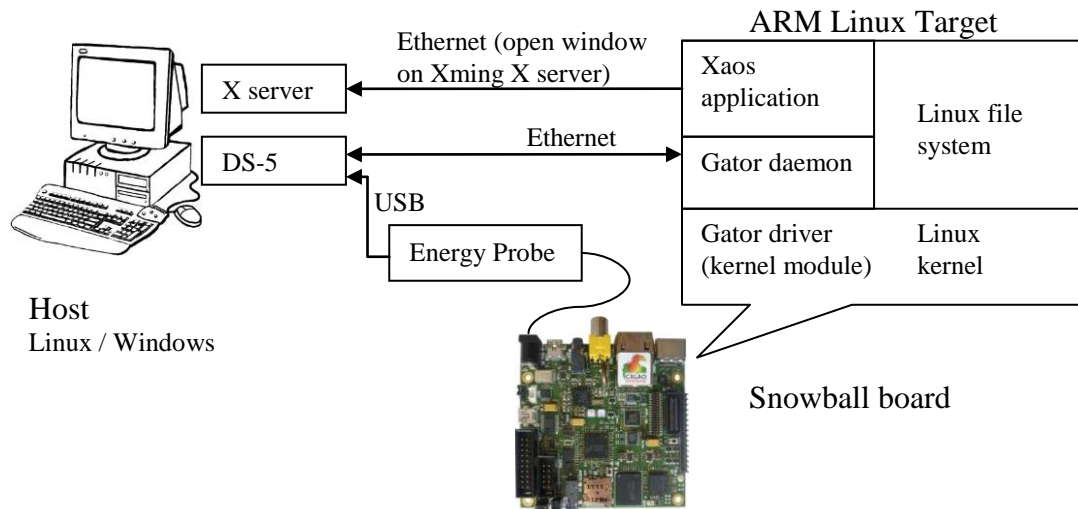 ARM Linux Target
Ethernet (open window
on Xming X server)
X server
Xaos
application
Linux file
system
DS-5
Ethernet
Gator daemon
USB
Energy Probe
Gator driver
(kernel module)
Linux
kernel
Host
Linux / Windows
Snowball board